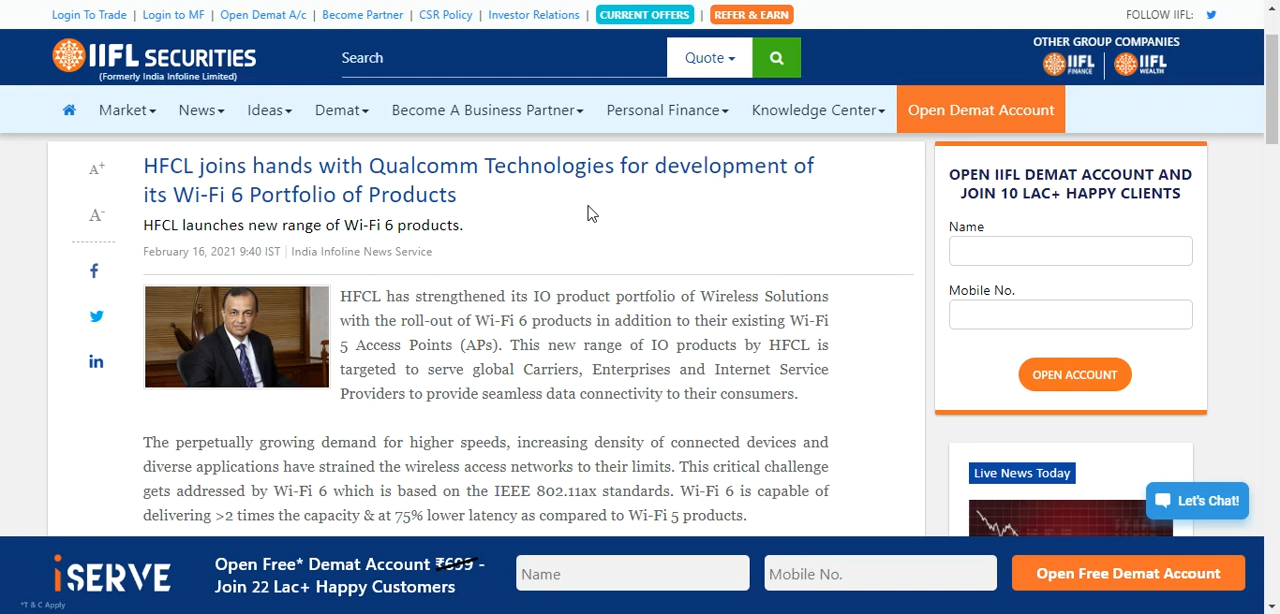 Login To Trade | Login to MF | Open Demat A/c | Become Partner | CSR Policy | Investor Relations | CURRENT OFFERS | REFER & EARN FOLLOW IIFL:
IIFL SECURITIES
(Formerly India Infoline Limited)
Search Quote
OTHER GROUP COMPANIES
IIFL FINANCE IIFL WEALTH
Market News Ideas Demat Become A Business Partner Personal Finance Knowledge Center Open Demat Account
A+
A-
HFCL joins hands with Qualcomm Technologies for development of
its Wi-Fi 6 Portfolio of Products
HFCL launches new range of Wi-Fi 6 products.
February 16, 2021 9:40 IST | India Infoline News Service
HFCL has strengthened its IO product portfolio of Wireless Solutions
with the roll-out of Wi-Fi 6 products in addition to their existing Wi-Fi
5 Access Points (APs). This new range of IO products by HFCL is
targeted to serve global Carriers, Enterprises and Internet Service
Providers to provide seamless data connectivity to their consumers.
The perpetually growing demand for higher speeds, increasing density of connected devices and
diverse applications have strained the wireless access networks to their limits. This critical challenge
gets addressed by Wi-Fi 6 which is based on the IEEE 802.11ax standards. Wi-Fi 6 is capable of
delivering >2 times the capacity & at 75% lower latency as compared to Wi-Fi 5 products.
OPEN IIFL DEMAT ACCOUNT AND
JOIN 10 LAC+ HAPPY CLIENTS
Name
Mobile No.
OPEN ACCOUNT
Live News Today
Let's Chat!
iSERVE
*T & C Apply
Open Free* Demat Account ₹699 -
Join 22 Lac+ Happy Customers
Name
Mobile No.
Open Free Demat Account